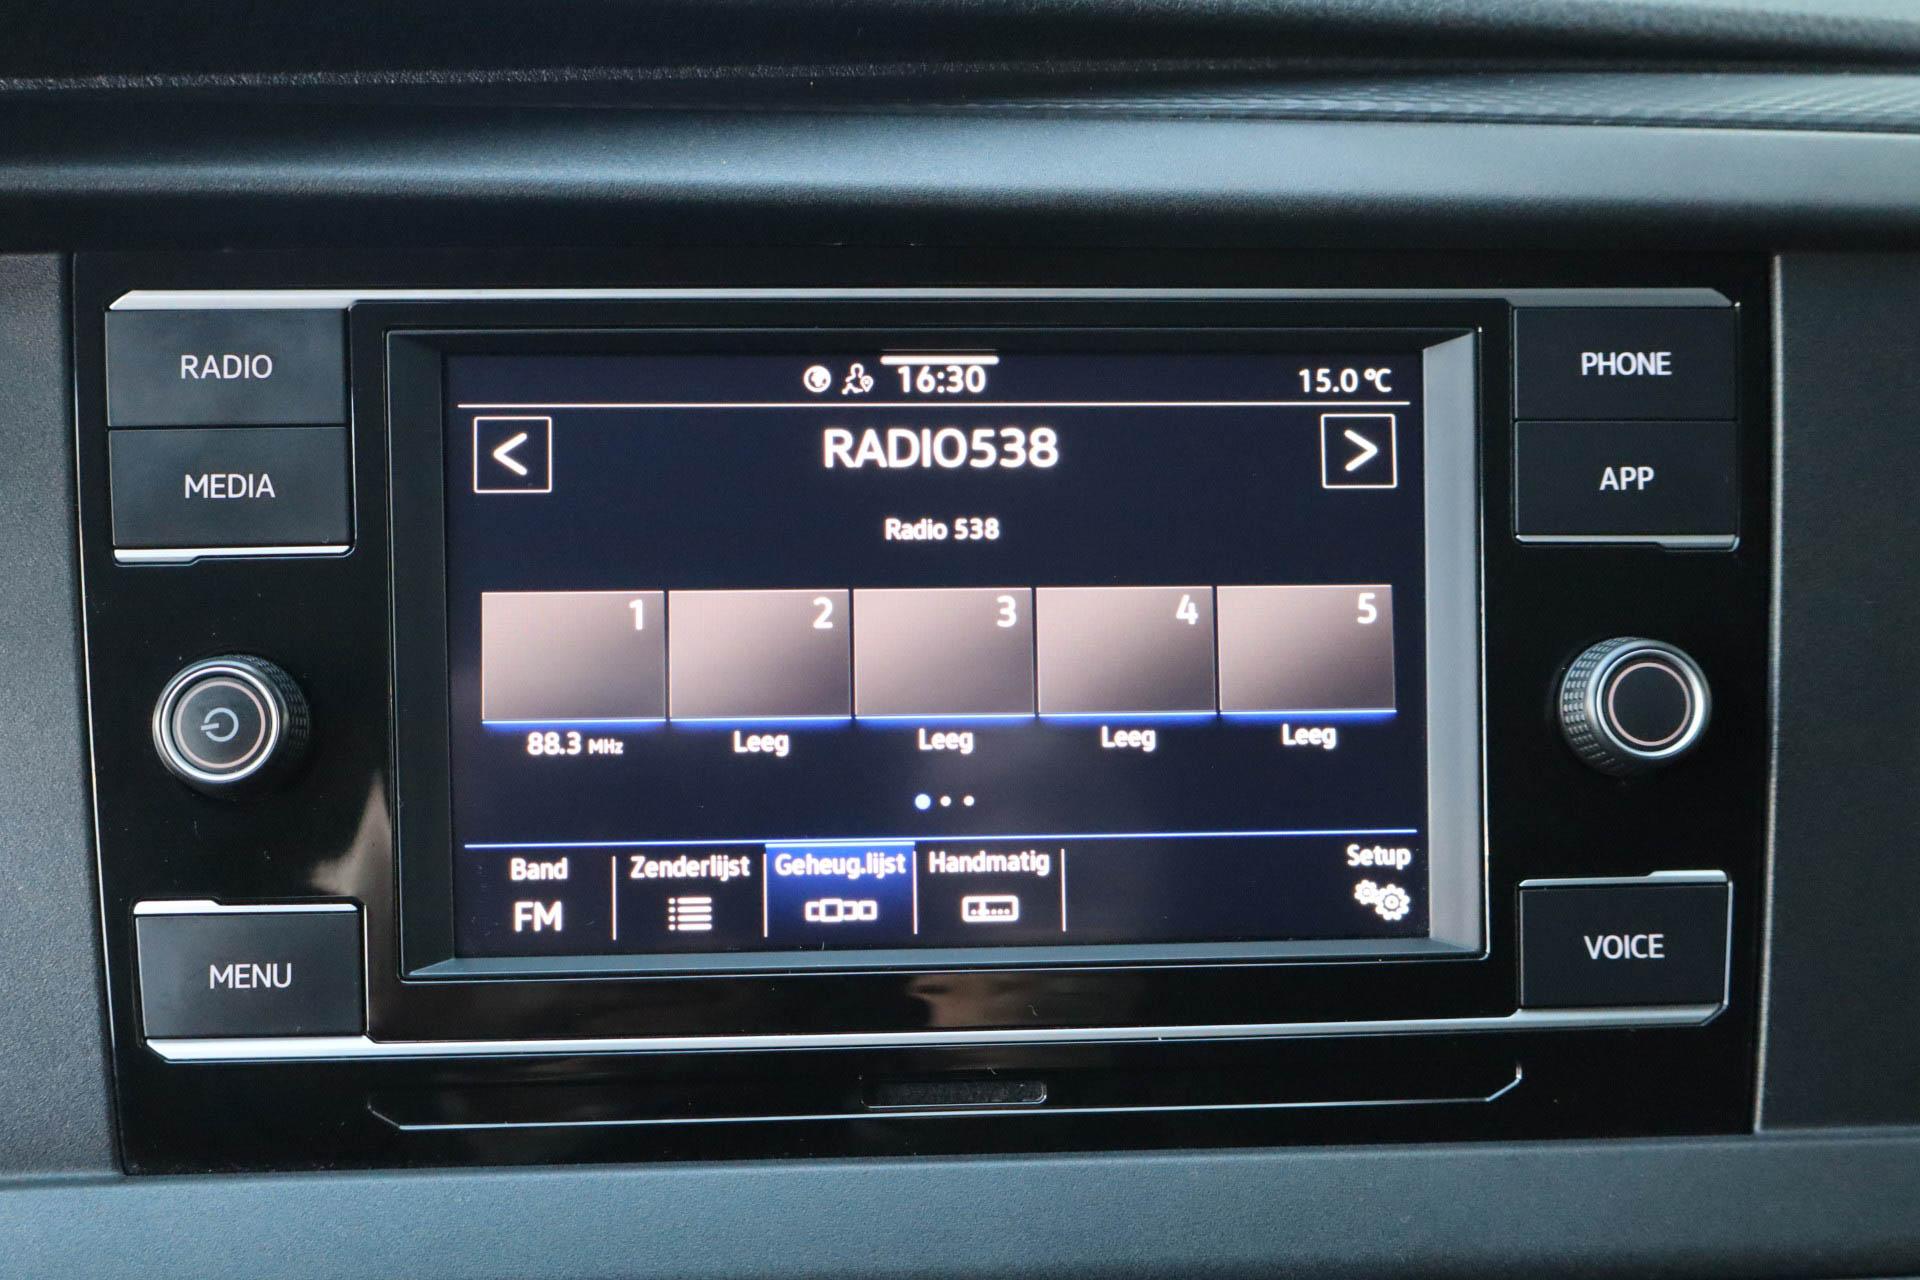 RADIO
MEDIA
MENU
16:30
15.0 °C
<
RADIO538
>
Radio 538
1 2 3 4 5
88.3 MHz Leeg Leeg Leeg Leeg
Band Zenderlijst Geheug.lijst Handmatig Setup
FM
PHONE
APP
VOICE